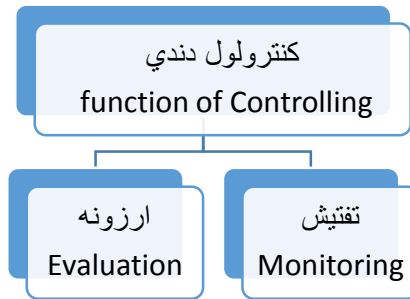 کنترولول دندي
function of Controlling
ارزونه
Evaluation
تفتیش
Monitoring